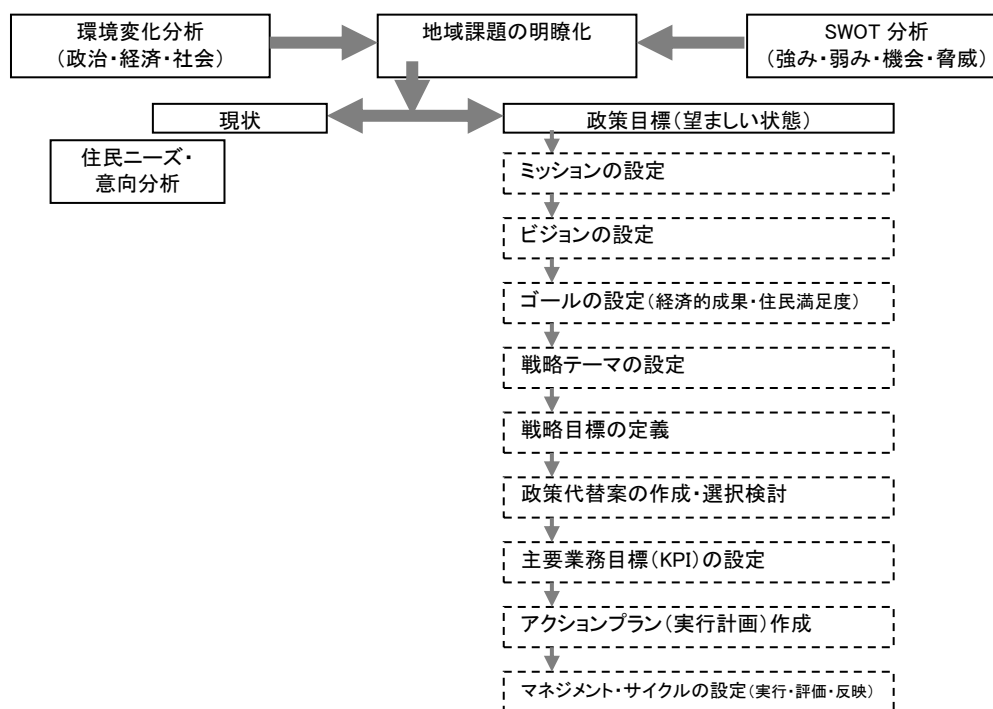 環境変化分析
(政治・経済・社会)
地域課題の明瞭化
SWOT 分析
(強み・弱み・機会・脅威)
現状
政策目標(望ましい状態)
住民ニーズ・
意向分析
ミッションの設定
ビジョンの設定
ゴールの設定(経済的成果・住民満足度)
戦略テーマの設定
戦略目標の定義
政策代替案の作成・選択検討
主要業務目標(KPI)の設定
アクションプラン(実行計画)作成
マネジメント・サイクルの設定(実行・評価・反映)